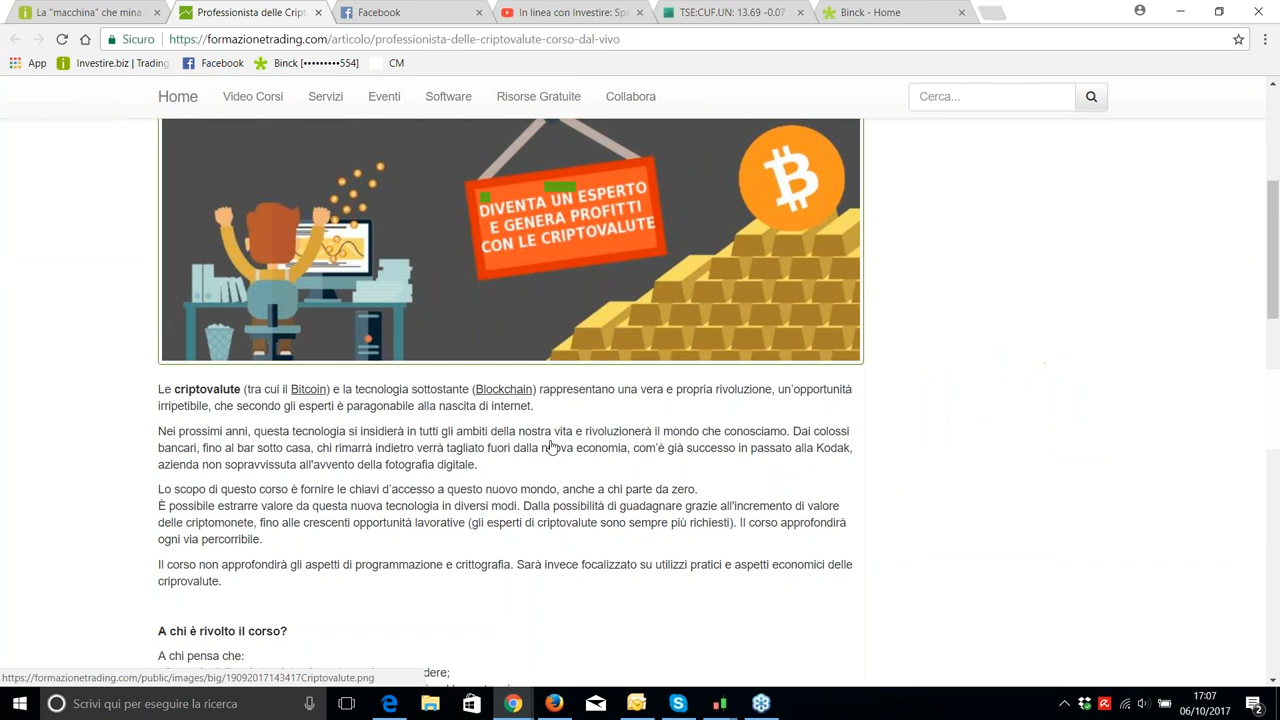 La "macchina" che mina i
Professionista delle Cript
Facebook
In linea con Investire: Spe
TSE:CUF.UN: 13.69 -0.07
Binck - Home
Sicuro
https://formazionetrading.com/articolo/professionista-delle-criptovalute-corso-dal-vivo
App
Investire.biz | Trading,
Facebook
Binck [•••••••••554]
CM
Home
Video Corsi
Servizi
Eventi
Software
Risorse Gratuite
Collabora
Cerca...
DIVENTA UN ESPERTO
E GENERA PROFITTI
CON LE CRIPTOVALUTE
Le criptovalute (tra cui il Bitcoin) e la tecnologia sottostante (Blockchain) rappresentano una vera e propria rivoluzione, un'opportunità
irripetibile, che secondo gli esperti è paragonabile alla nascita di internet.
Nei prossimi anni, questa tecnologia si insidierà in tutti gli ambiti della nostra vita e rivoluzionerà il mondo che conosciamo. Dai colossi
bancari, fino al bar sotto casa, chi rimarrà indietro verrà tagliato fuori dalla nuova economia, com'è già successo in passato alla Kodak,
azienda non sopravvissuta all'avvento della fotografia digitale.
Lo scopo di questo corso è fornire le chiavi d'accesso a questo nuovo mondo, anche a chi parte da zero.
È possibile estrarre valore da questa nuova tecnologia in diversi modi. Dalla possibilità di guadagnare grazie all'incremento di valore
delle criptomonete, fino alle crescenti opportunità lavorative (gli esperti di criptovalute sono sempre più richiesti). Il corso approfondirà
ogni via percorribile.
Il corso non approfondirà gli aspetti di programmazione e crittografia. Sarà invece focalizzato su utilizzi pratici e aspetti economici delle
criprovalute.
A chi è rivolto il corso?
A chi pensa che:
dere;
https://formazionetrading.com/public/images/big/19092017143417Criptovalute.png
Scrivi qui per eseguire la ricerca
17:07
06/10/2017
2